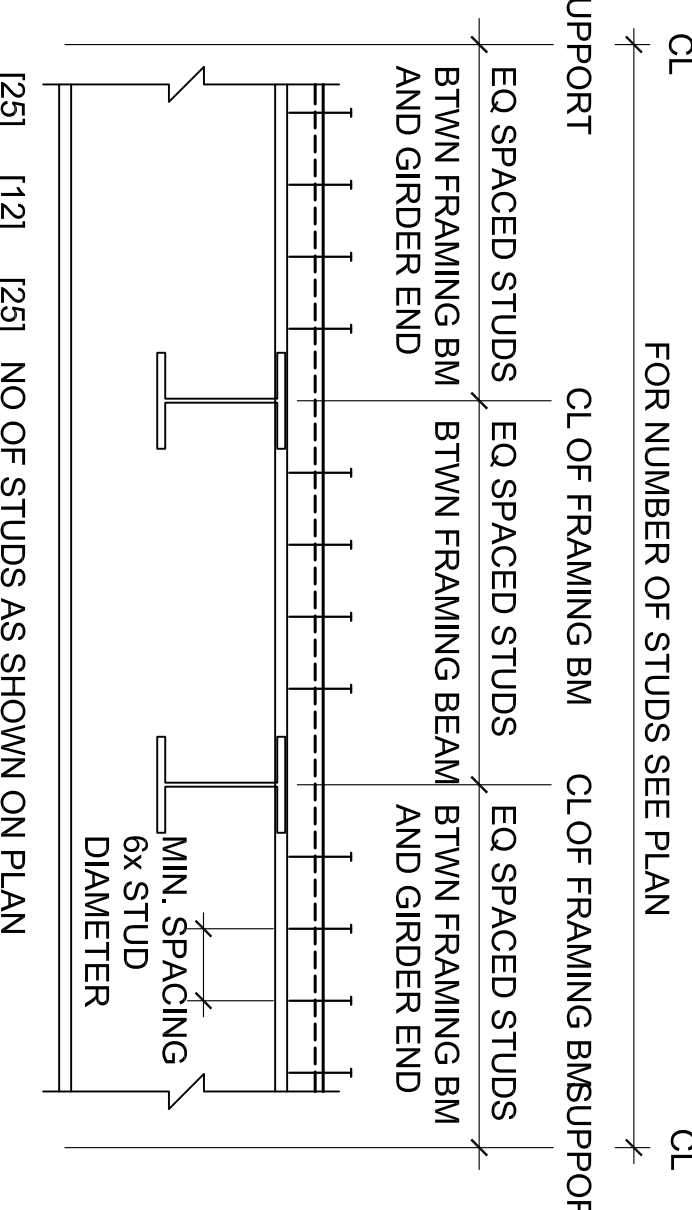 CL
CL
FOR NUMBER OF STUDS SEE PLAN
UPPORT
CL OF FRAMING BM
CL OF FRAMING BM
SUPPOR
EQ SPACED STUDS
BTWN FRAMING BM
AND GIRDER END
EQ SPACED STUDS
BTWN FRAMING BEAM
EQ SPACED STUDS
BTWN FRAMING BM
AND GIRDER END
MIN. SPACING
6x STUD
DIAMETER
[25] [12] [25] NO OF STUDS AS SHOWN ON PLAN